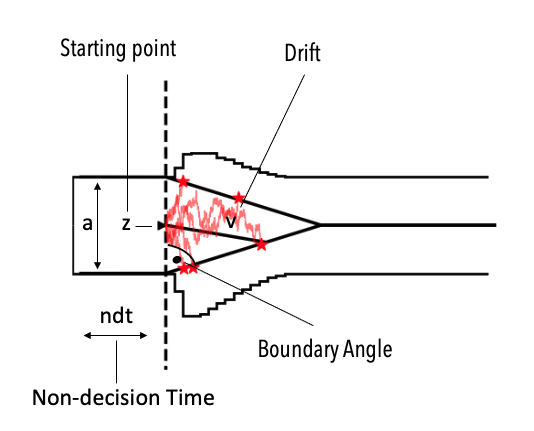 Starting point
Drift
a
z
v
ndt
Boundary Angle
Non-decision Time